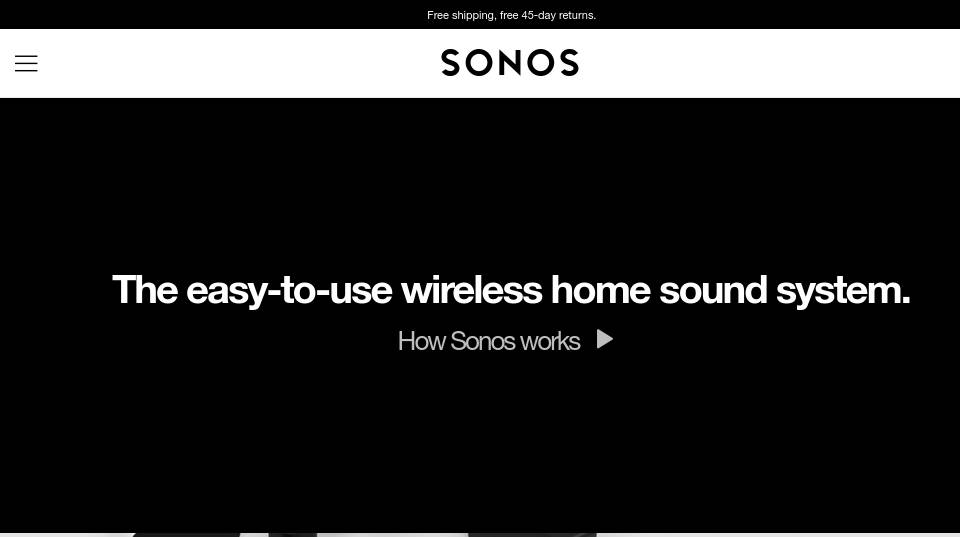 Free shipping, free 45-day returns.
SONOS
The easy-to-use wireless home sound system.
How Sonos works